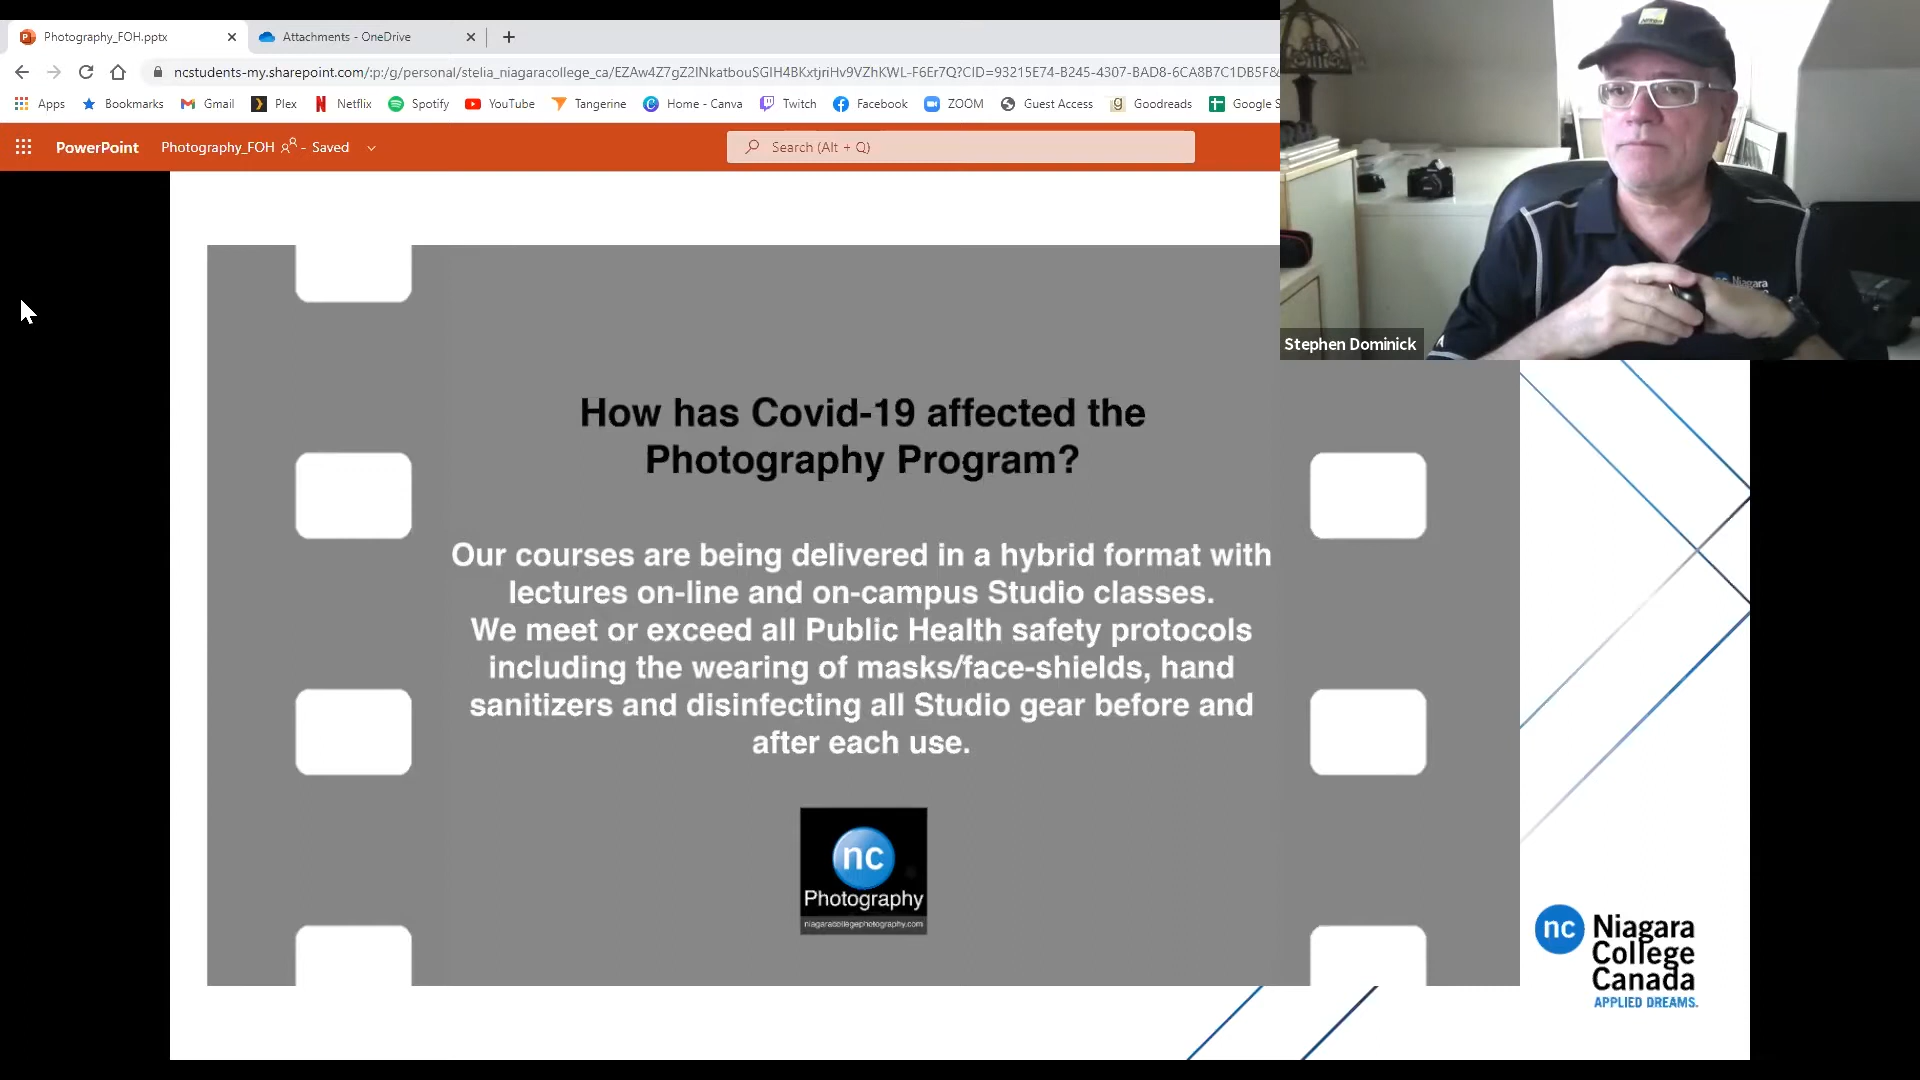 Photography_FOH.pptx
Attachments - OneDrive
ncstudents-my.sharepoint.com/:p:/g/personal/stelia_niagaracollege_ca/EZAw4Z7gZ2lNkatbouSGIH4BKxtjriHv9VZhKWL-F6Er7Q?CID=93215E74-B245-4307-BAD8-6CA8B7C1DB5F&
Apps Bookmarks Gmail Plex Netflix Spotify YouTube Tangerine Home - Canva Twitch Facebook ZOOM Guest Access Goodreads Google S
PowerPoint Photography_FOH - Saved
Search (Alt + Q)
Niagara
Stephen Dominick
How has Covid-19 affected the
Photography Program?
Our courses are being delivered in a hybrid format with
lectures on-line and on-campus Studio classes.
We meet or exceed all Public Health safety protocols
including the wearing of masks/face-shields, hand
sanitizers and disinfecting all Studio gear before and
after each use.
nc
Photography
niagaracollegephotography.com
nc
Niagara
College
Canada
APPLIED DREAMS.